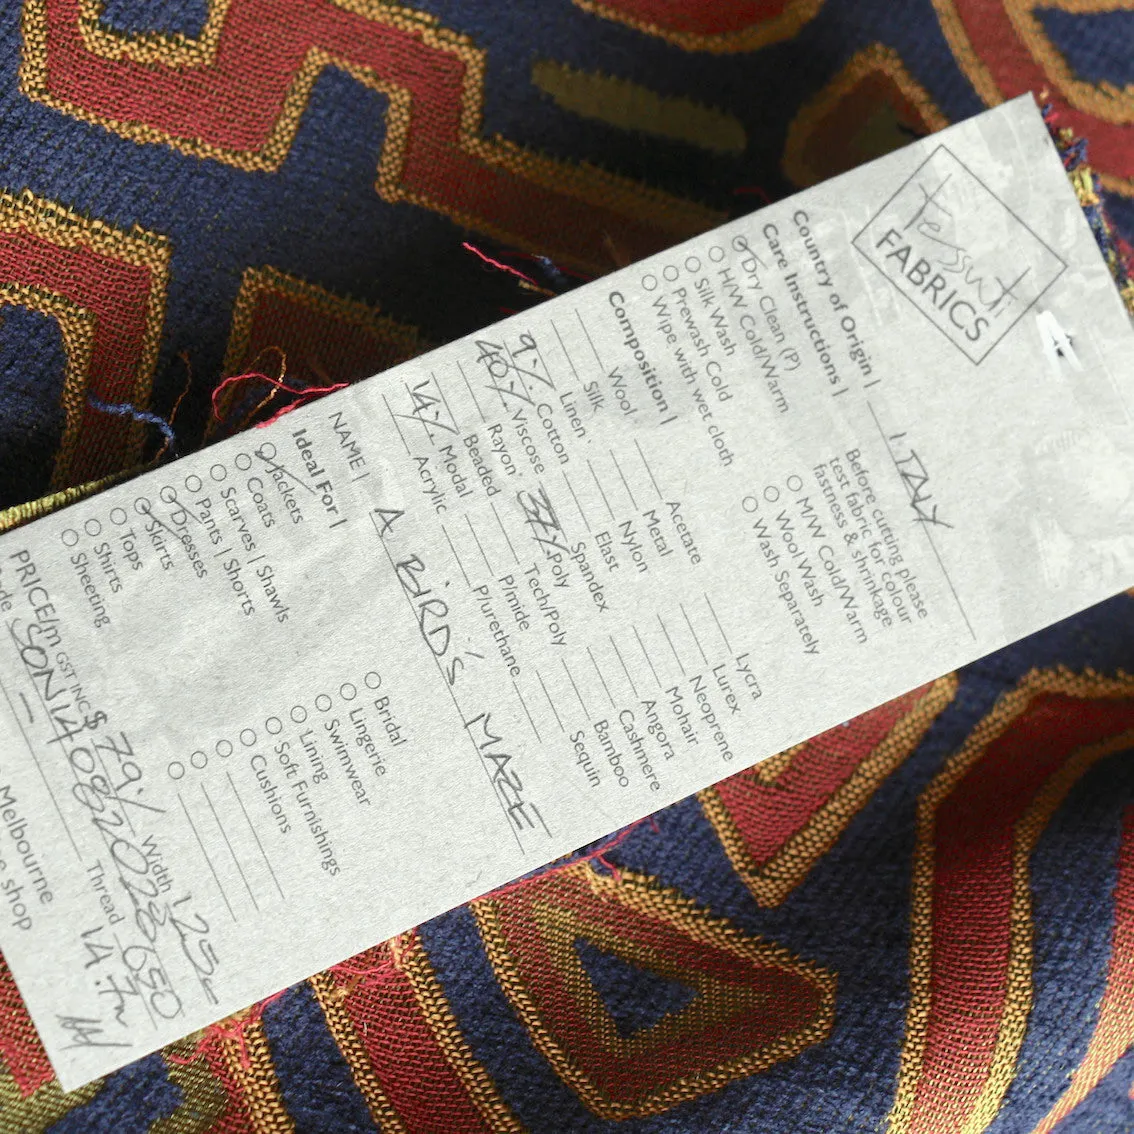 tessuti
FABRICS
Country of Origin | ITALY
Care Instructions |
Before cutting please
test fabric for colour
fastness & shrinkage
Dry Clean (P)
H/W Cold/Warm
Silk Wash
Prewash Cold
Wipe with wet cloth
M/W Cold/Warm
Wool Wash
Wash Separately
Composition |
Wool
Silk
Linen
9% Cotton
40% Viscose
Rayon
Beaded
14% Modal
Acrylic
Acetate
Metal
Nylon
Elast
Spandex
37% Poly
Tech/Poly
P/mide
P/urethane
Lycra
Lurex
Neoprene
Mohair
Angora
Cashmere
Bamboo
Sequin
NAME | A BIRD'S MAZE
Ideal For |
Jackets
Coats
Scarves | Shawls
Pants | Shorts
Dresses
Skirts
Tops
Shirts
Sheeting
Bridal
Lingerie
Swimwear
Lining
Soft Furnishings
Cushions
PRICE/m GST INC $ 79 Width 125c
Thread
Melbourne
shop